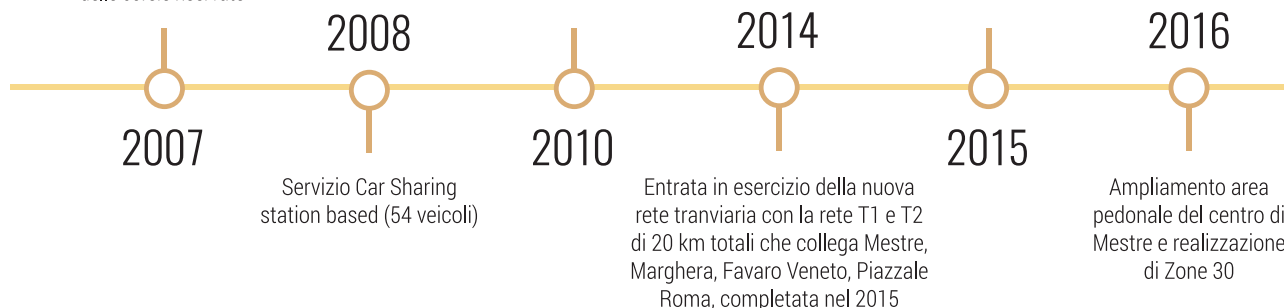 2008
2014
2016
2007
2010
2015
Servizio Car Sharing
station based (54 veicoli)
Entrata in esercizio della nuova
rete tranviaria con la rete T1 e T2
di 20 km totali che collega Mestre,
Marghera, Favaro Veneto, Piazzale
Roma, completata nel 2015
Ampliamento area
pedonale del centro di
Mestre e realizzazione
di Zone 30